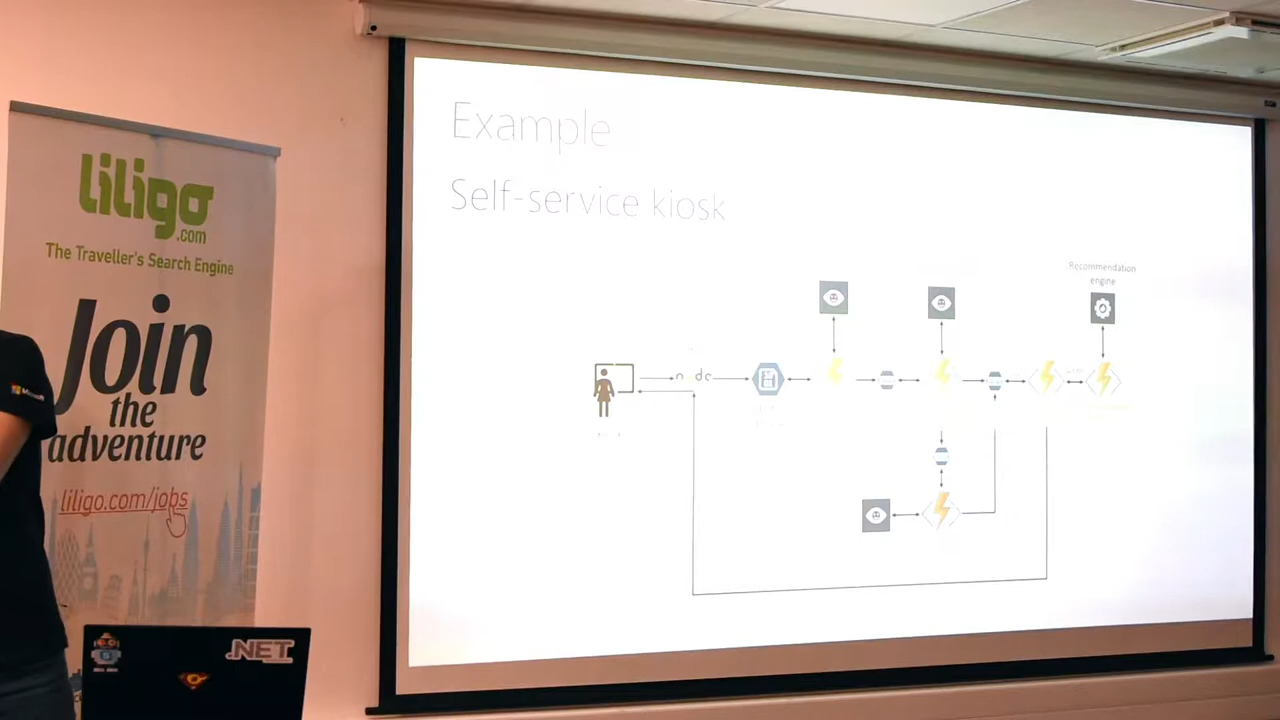 liligo
.com
The Traveller's Search Engine
Join
the
adventure
liligo.com/jobs
.NET
Example
Self-service kiosk
Recommendation
engine